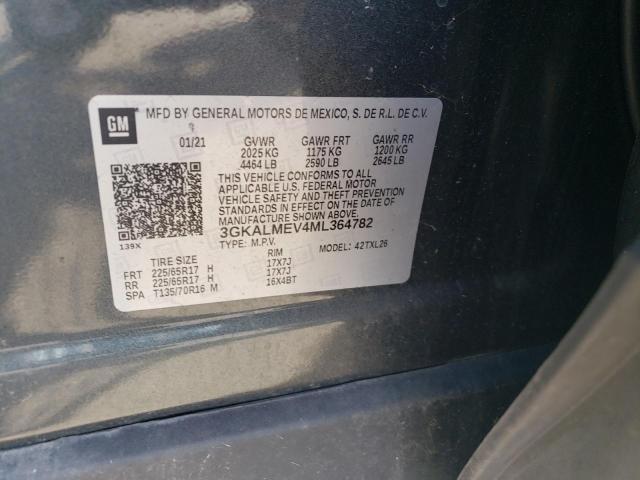 GM
MFD BY GENERAL MOTORS DE MEXICO, S. DE R.L. DE C.V.
01/21 GVWR GAWR FRT GAWR RR
2025 KG 1175 KG 1200 KG
4464 LB 2590 LB 2645 LB
THIS VEHICLE CONFORMS TO ALL
APPLICABLE U.S. FEDERAL MOTOR
VEHICLE SAFETY AND THEFT PREVENTION
STANDARDS IN EFFECT ON THE DATE OF
MANUFACTURE SHOWN ABOVE.
3GKALMEV4ML364782
139X TYPE: M.P.V. MODEL: 42TXL26
TIRE SIZE RIM
FRT 225/65R17 H 17X7J
RR 225/65R17 H 17X7J
SPA T135/70R16 M 16X4BT